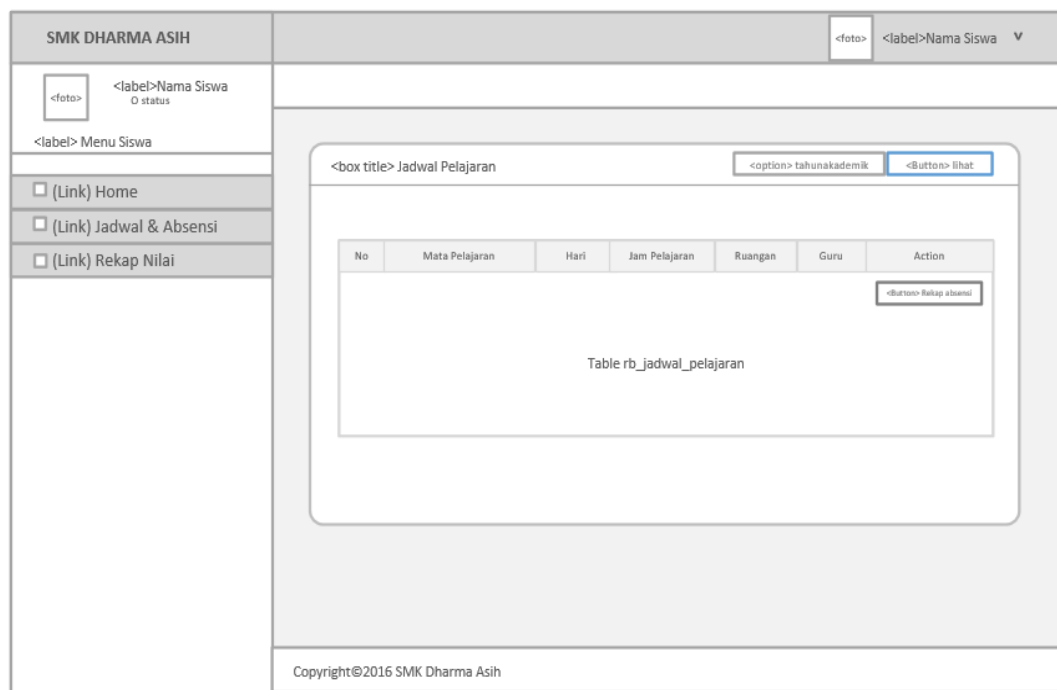 SMK DHARMA ASIH
<foto> <label>Nama Siswa v
<foto> <label>Nama Siswa
O status
<label> Menu Siswa
(Link) Home
(Link) Jadwal & Absensi
(Link) Rekap Nilai
<box title> Jadwal Pelajaran <option> tahunakademik <Button> lihat
No Mata Pelajaran Hari Jam Pelajaran Ruangan Guru Action
<Button> Rekap absensi
Table rb_jadwal_pelajaran
Copyright©2016 SMK Dharma Asih